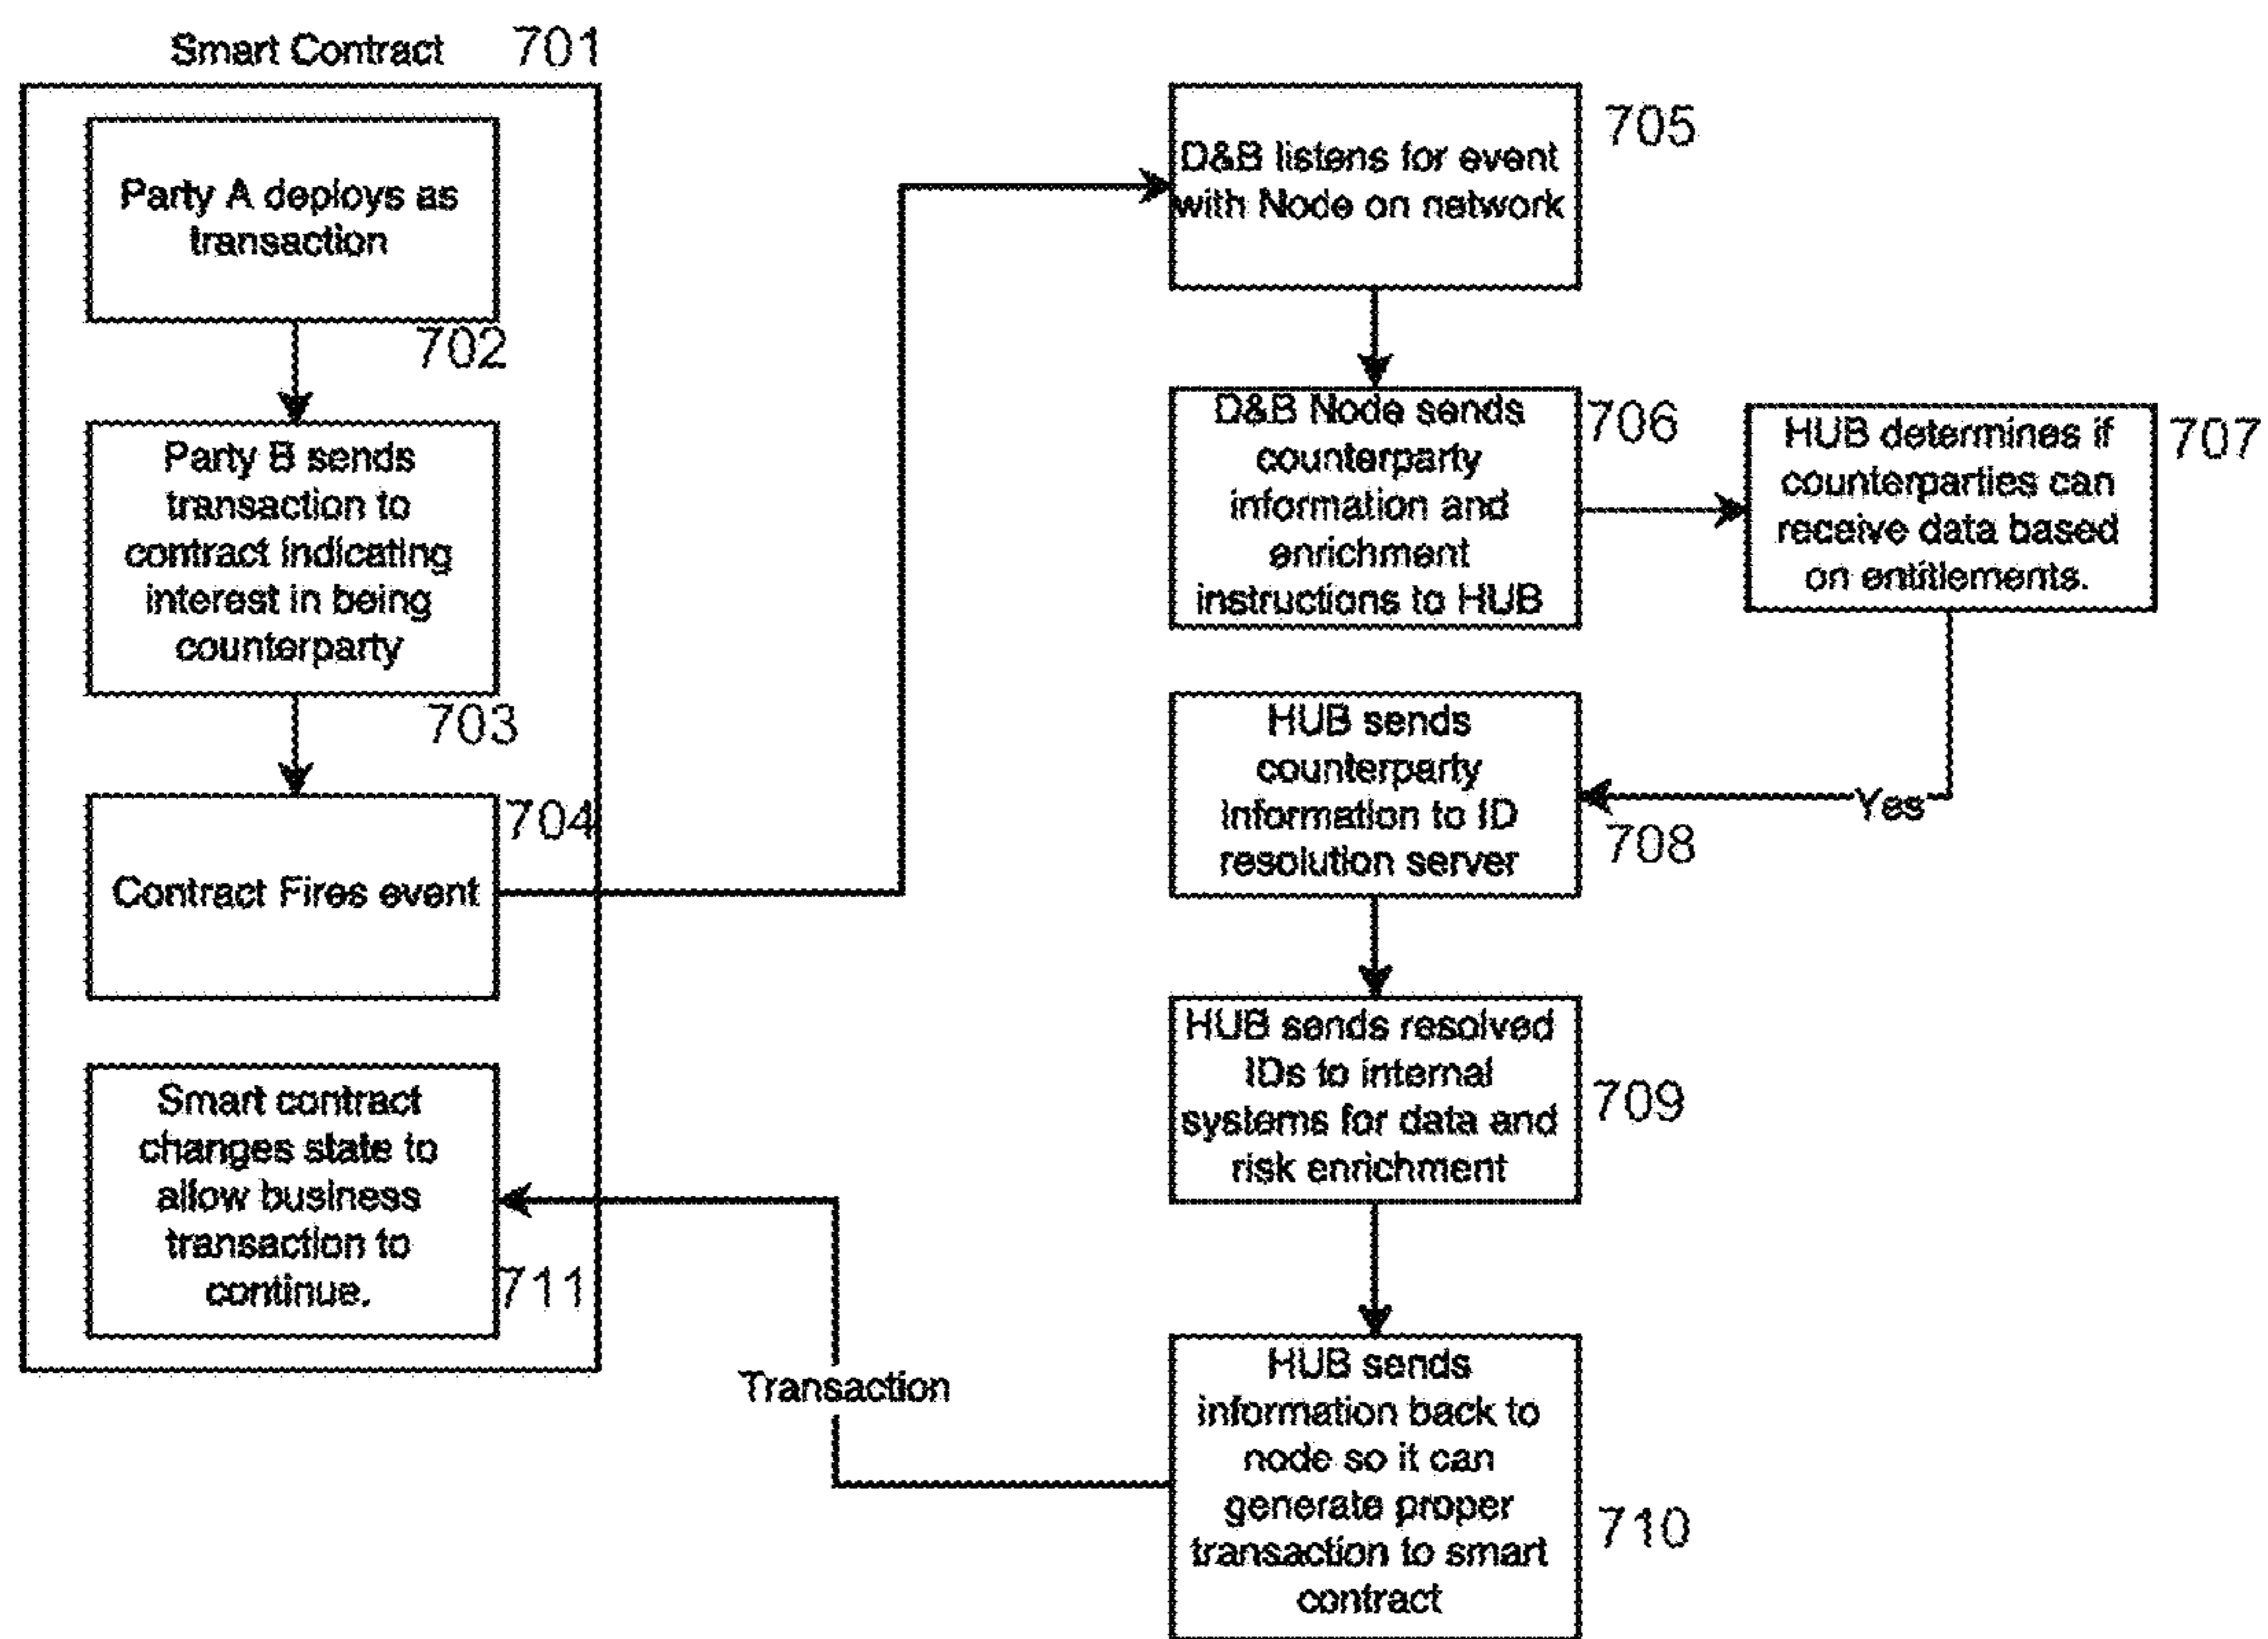 Smart Contract
701
Party A deploys as
transaction
702
Party B sends
transaction to
contract indicating
interest in being
counterparty
703
704
Contract Fires event
Smart contract
changes state to
allow business
transaction to
continue.
711
Transaction
705
D&B listens for event
with Node on network
D&B Node sends
counterparty
information and
enrichment
instructions to HUB
706
HUB determines if
counterparties can
receive data based
on entitlements.
707
Yes
HUB sends
counterparty
information to ID
resolution server
708
HUB sends resolved
IDs to internal
systems for data and
risk enrichment
709
HUB sends
information back to
node so it can
generate proper
transaction to smart
contract
710